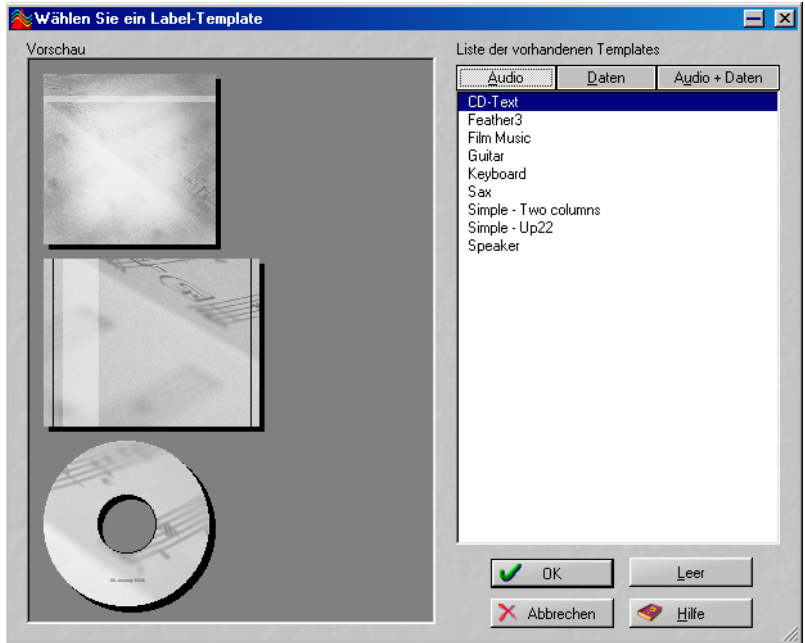 Wählen Sie ein Label-Template
Vorschau
Liste der vorhandenen Templates
Audio
Daten
Audio + Daten
CD-Text
Feather3
Film Music
Guitar
Keyboard
Sax
Simple - Two columns
Simple - Up22
Speaker
OK
Leer
Abbrechen
Hilfe